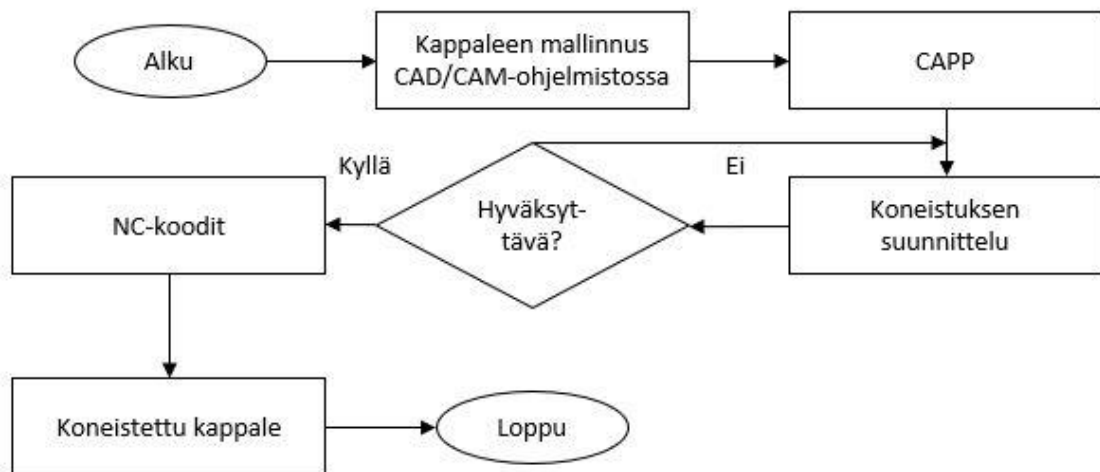 Alku
Kappaleen mallinnus
CAD/CAM-ohjelmistossa
CAPP
Kyllä
Ei
NC-koodit
Hyväksyt-
tävä?
Koneistuksen
suunnittelu
Koneistettu kappale
Loppu